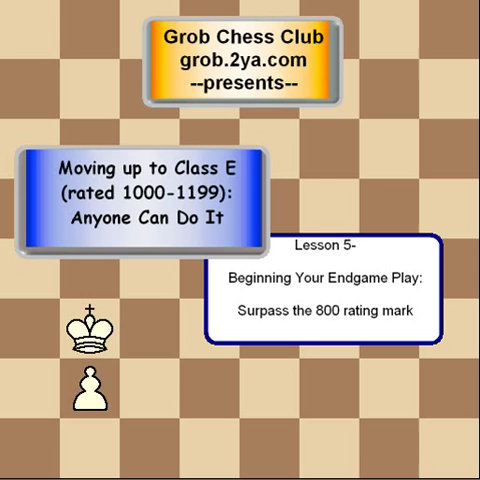 Grob Chess Club
grob.2ya.com
--presents--
Moving up to Class E
(rated 1000-1199):
Anyone Can Do It
Lesson 5-
Beginning Your Endgame Play:
Surpass the 800 rating mark